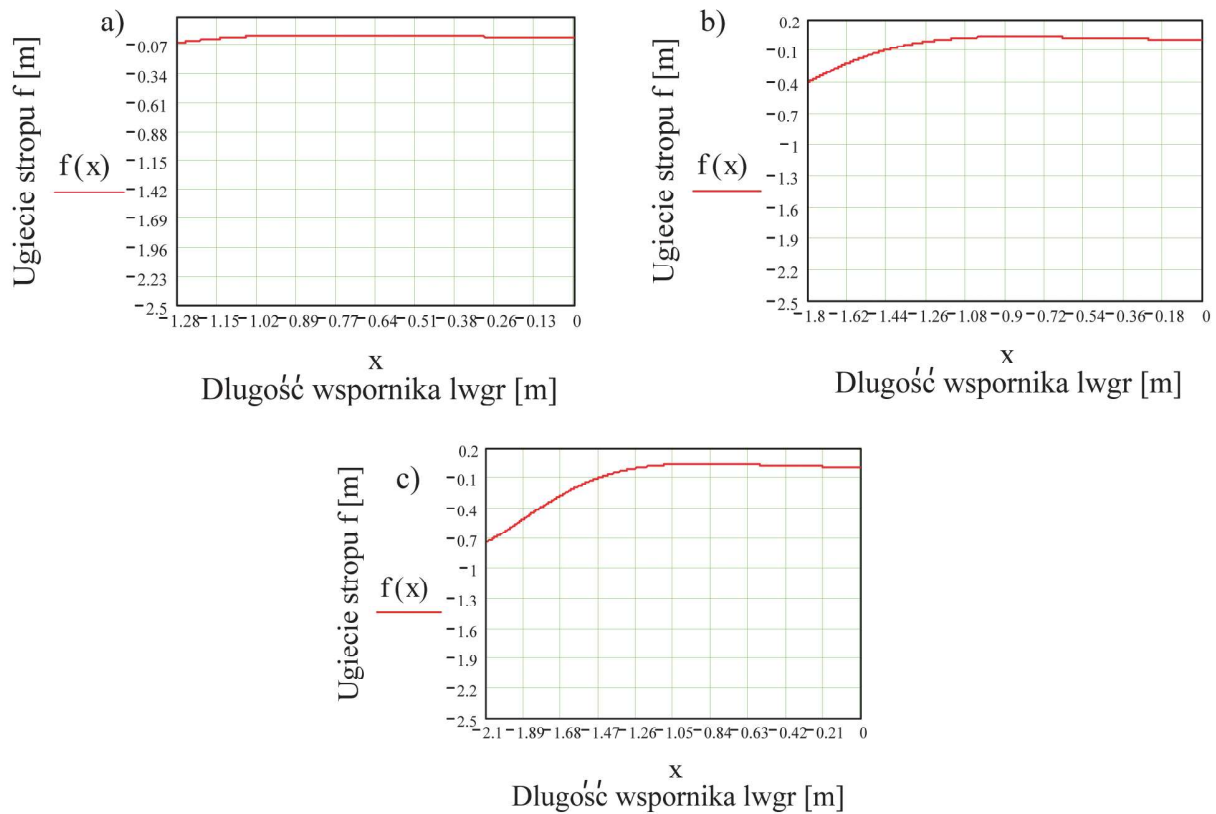 a)
Ugiecie stropu f [m]
f(x)
−0.07
−0.34
−0.61
−0.88
−1.15
−1.42
−1.69
−1.96
−2.23
−2.5
−1.28 −1.15 −1.02 −0.89 −0.77 −0.64 −0.51 −0.38 −0.26 −0.13 0
x
Dlugość́ wspornika lwgr [m]
b)
Ugiecie stropu f [m]
f(x)
0.2
−0.1
−0.4
−0.7
−1
−1.3
−1.6
−1.9
−2.2
−2.5
−1.8 −1.62 −1.44 −1.26 −1.08 −0.9 −0.72 −0.54 −0.36 −0.18 0
x
Dlugość́ wspornika lwgr [m]
c)
Ugiecie stropu f [m]
f(x)
0.2
−0.1
−0.4
−0.7
−1
−1.3
−1.6
−1.9
−2.2
−2.5
−2.1 −1.89 −1.68 −1.47 −1.26 −1.05 −0.84 −0.63 −0.42 −0.21 0
x
Dlugość́ wspornika lwgr [m]